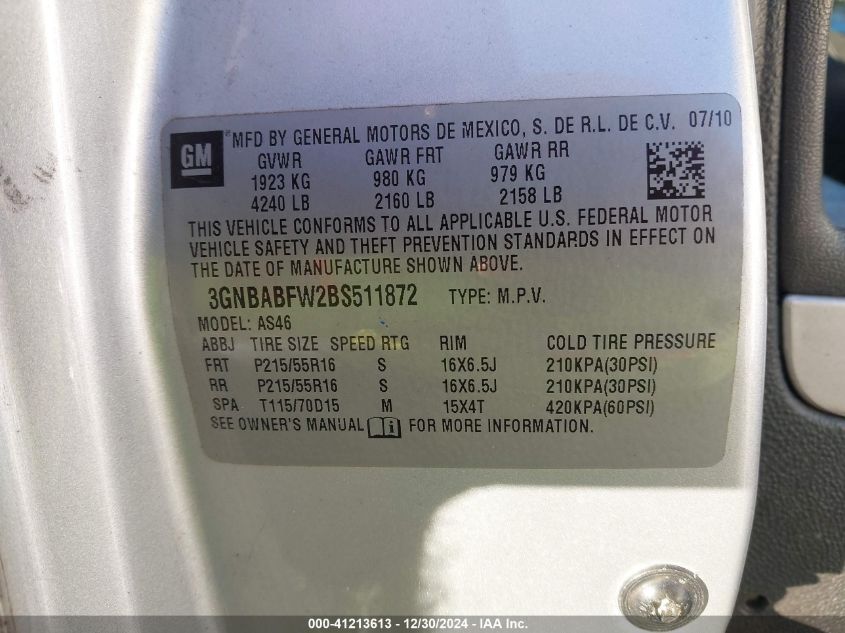 GM MFD BY GENERAL MOTORS DE MEXICO, S. DE R.L. DE C.V. 07/10
GVWR GAWR FRT GAWR RR
1923 KG 980 KG 979 KG
4240 LB 2160 LB 2158 LB
THIS VEHICLE CONFORMS TO ALL APPLICABLE U.S. FEDERAL MOTOR
VEHICLE SAFETY AND THEFT PREVENTION STANDARDS IN EFFECT ON
THE DATE OF MANUFACTURE SHOWN ABOVE.
3GNBABFW2BS511872 TYPE: M.P.V.
MODEL: AS46
ABBJ TIRE SIZE SPEED RTG RIM COLD TIRE PRESSURE
FRT P215/55R16 S 16X6.5J 210KPA(30PSI)
RR P215/55R16 S 16X6.5J 210KPA(30PSI)
SPA T115/70D15 M 15X4T 420KPA(60PSI)
SEE OWNER'S MANUAL i FOR MORE INFORMATION.
000-41213613 - 12/30/2024 - IAA Inc.